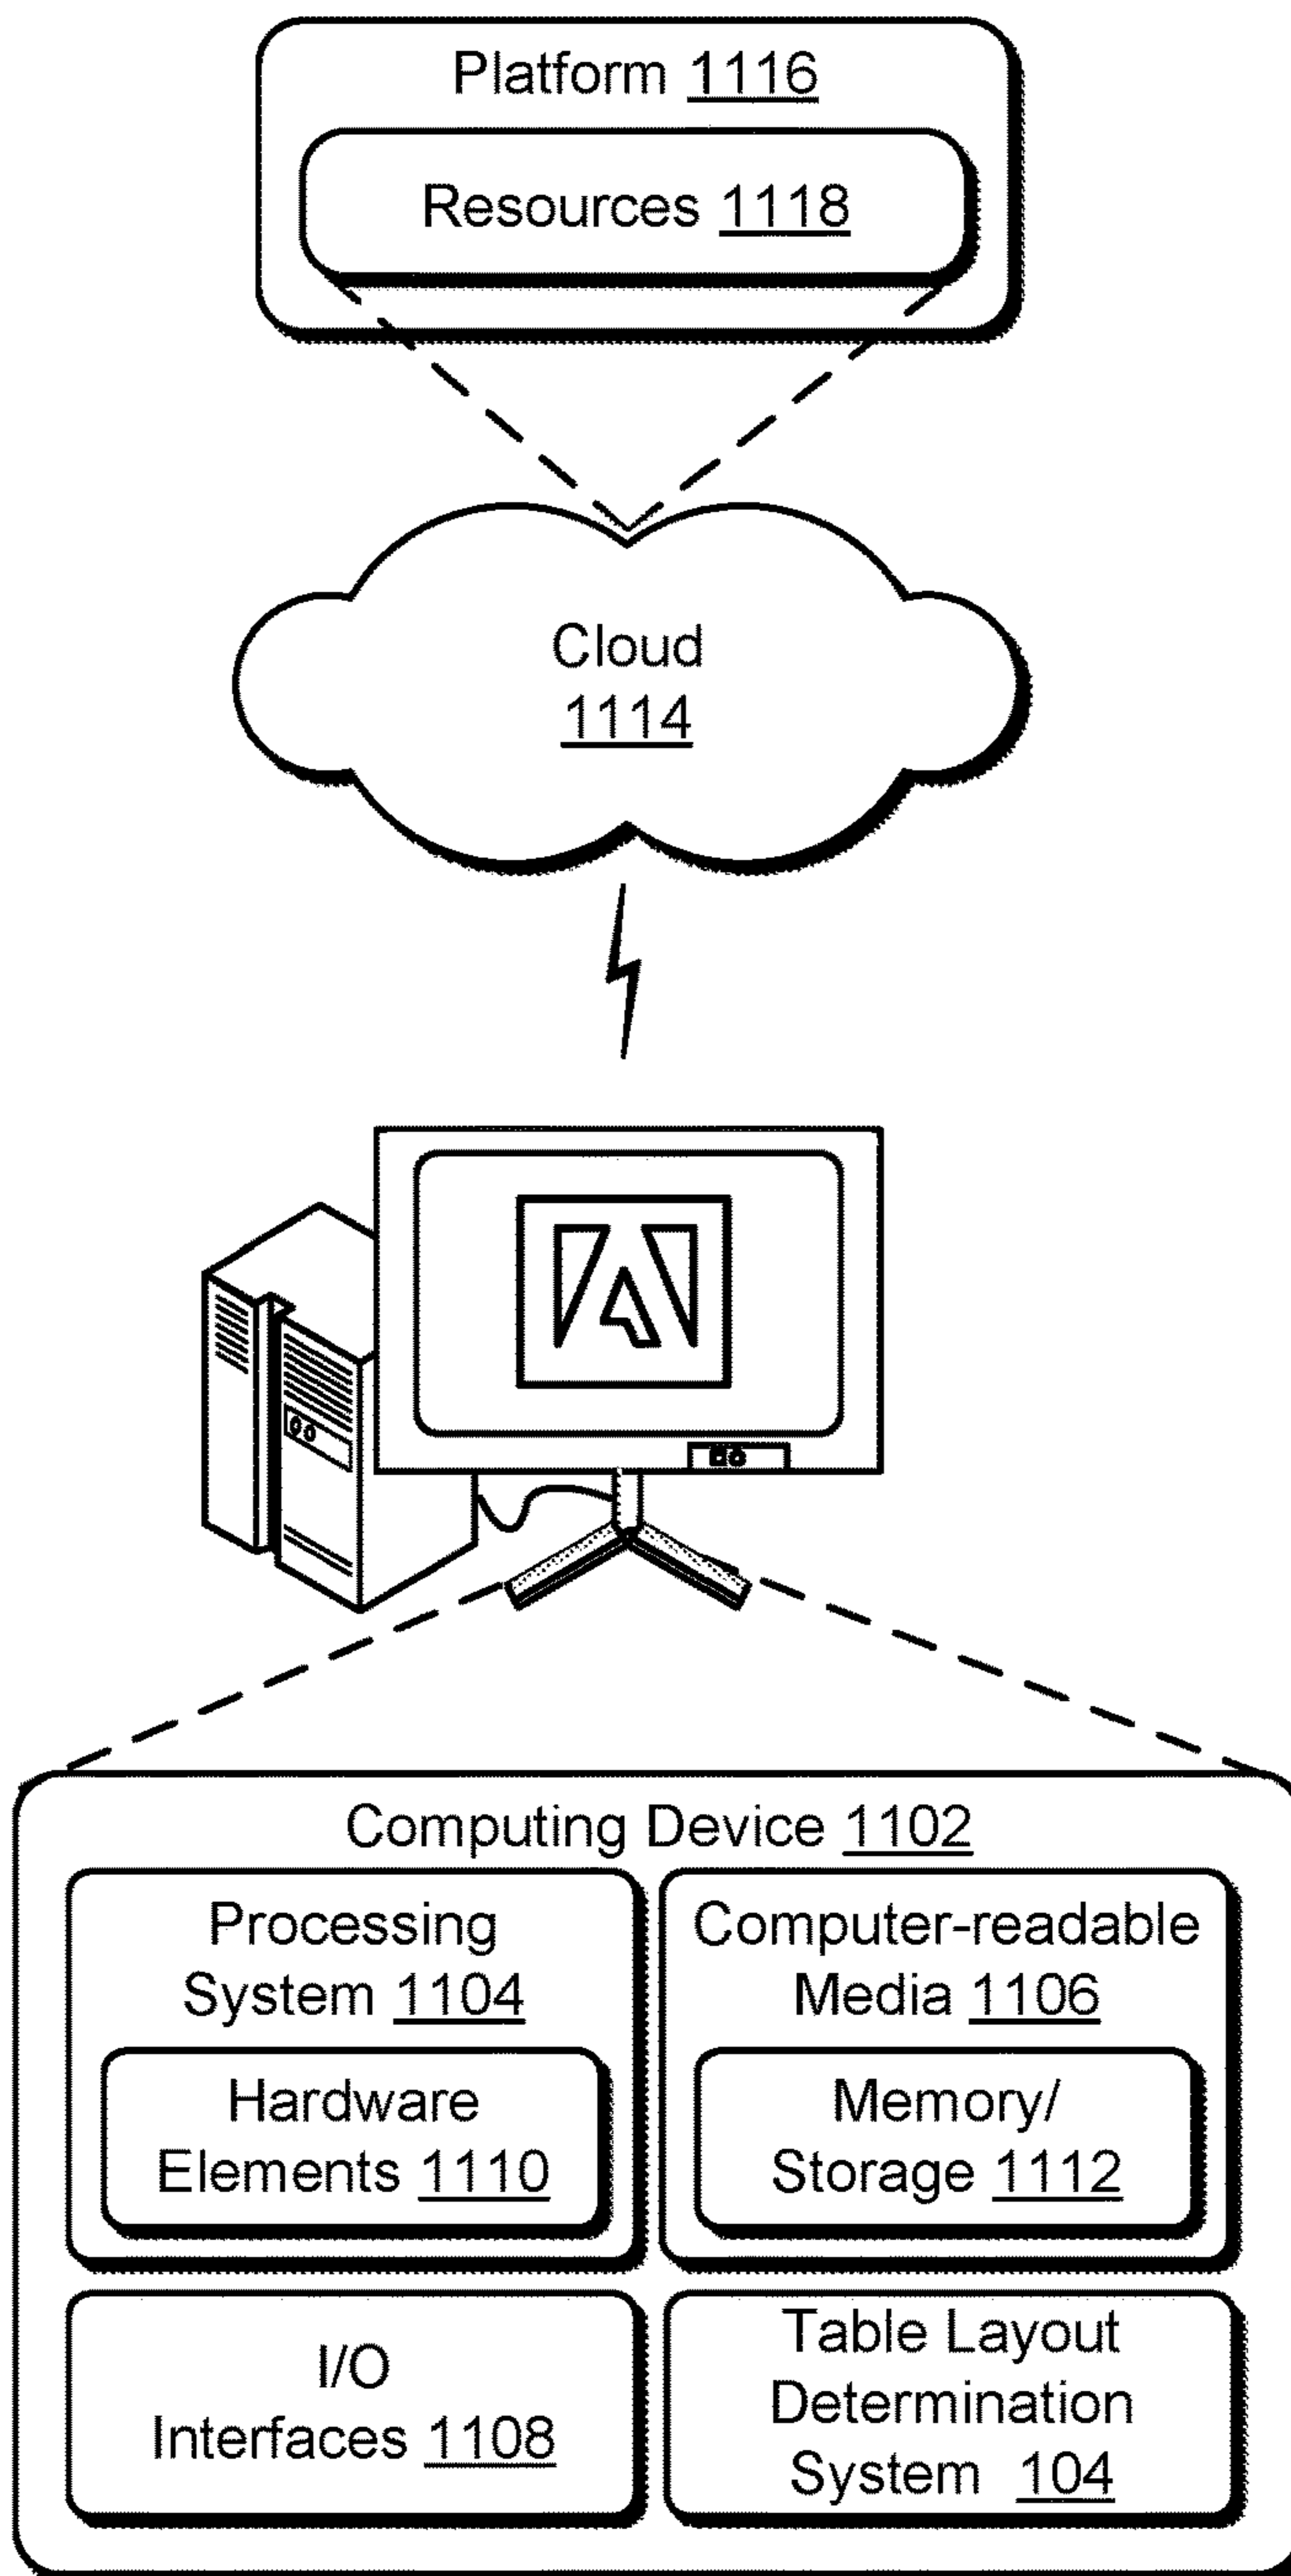 Platform 1116
Resources 1118
Cloud
1114
Computing Device 1102
Processing
System 1104
Hardware
Elements 1110
Computer-readable
Media 1106
Memory/
Storage 1112
I/O
Interfaces 1108
Table Layout
Determination
System 104